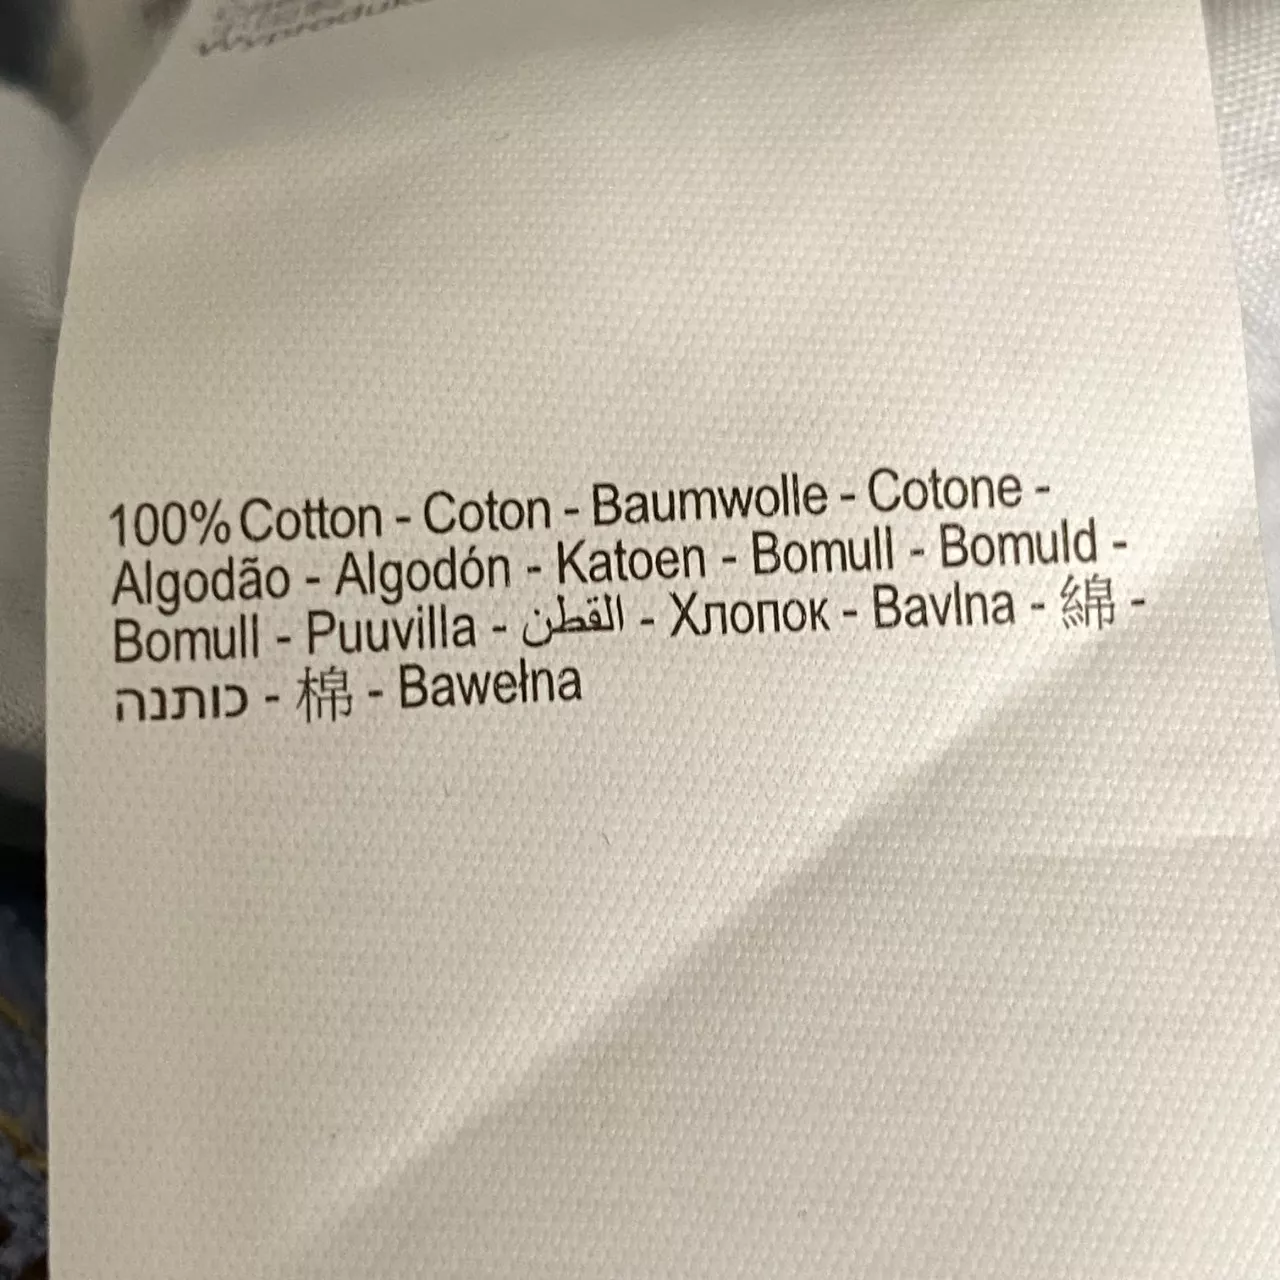 100% Cotton - Coton - Baumwolle - Cotone -
Algodão - Algodón - Katoen - Bomull - Bomuld -
Bomull - Puuvilla - القطن - Хлопок - Bavlna - 綿 -
כותנה - 棉 - Bawełna